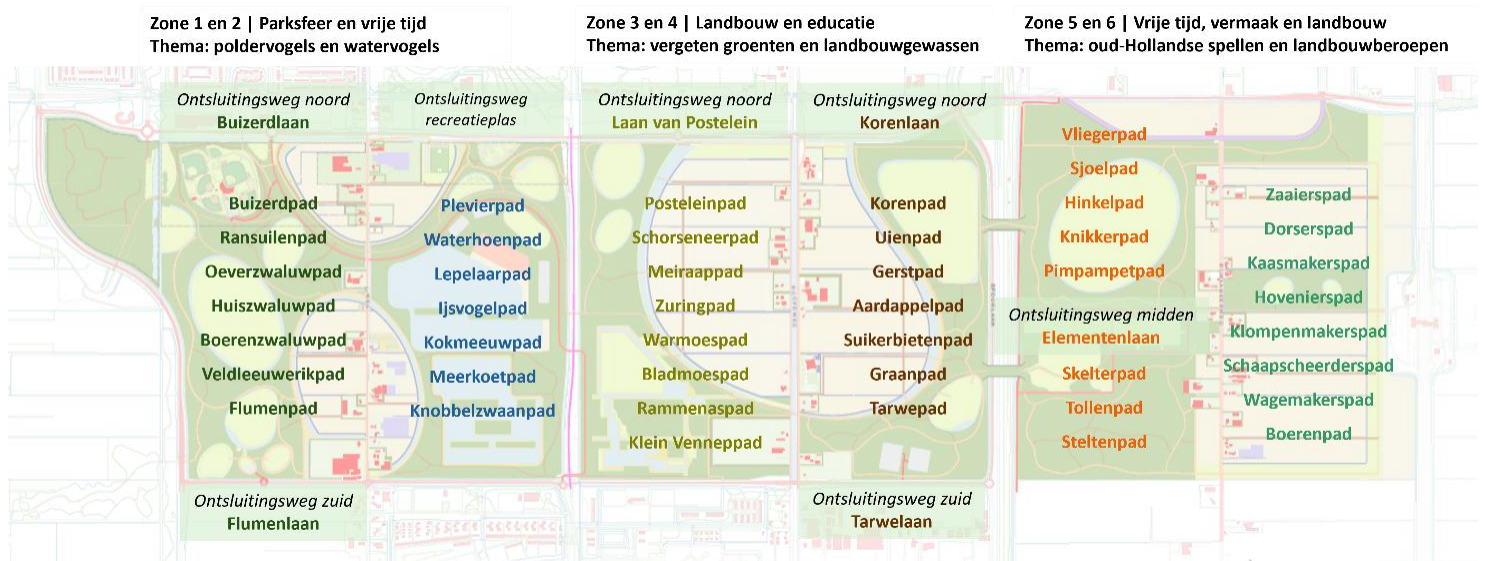 Zone 1 en 2 | Parksfeer en vrije tijd
Thema: poldervogels en watervogels
Zone 3 en 4 | Landbouw en educatie
Thema: vergeten groenten en landbouwgewassen
Zone 5 en 6 | Vrije tijd, vermaak en landbouw
Thema: oud-Hollandse spellen en landbouwberoepen
Ontsluitingsweg noord
Buizerdlaan
Buizerdpad
Ransuilenpad
Oeverzwaluwpad
Huiszwaluwpad
Boerenzwaluwpad
Veldleeuwerikpad
Flumenpad
Ontsluitingsweg zuid
Flumenlaan
Ontsluitingsweg
recreatieplas
Plevierpad
Waterhoenpad
Lepelaarpad
Ijsvogelpad
Kokmeeuwpad
Meerkoetpad
Knobbelzwaanpad
Ontsluitingsweg noord
Laan van Postelein
Posteleinpad
Schorseneerpad
Meiraappad
Zuringpad
Warmoespad
Bladmoespad
Rammenaspad
Klein Venneppad
Ontsluitingsweg noord
Korenlaan
Korenpad
Uienpad
Gerstpad
Aardappelpad
Suikerbietenpad
Graanpad
Tarwepad
Ontsluitingsweg zuid
Tarwelaan
Vliegerpad
Sjoelpad
Hinkelpad
Knikkerpad
Pimpampetpad
Ontsluitingsweg midden
Elementenlaan
Skelterpad
Tollenpad
Steltenpad
Zaaierspad
Dorserspad
Kaasmakerspad
Hovenierspad
Klompenmakerspad
Schaapscheerderspad
Wagemakerspad
Boerenpad